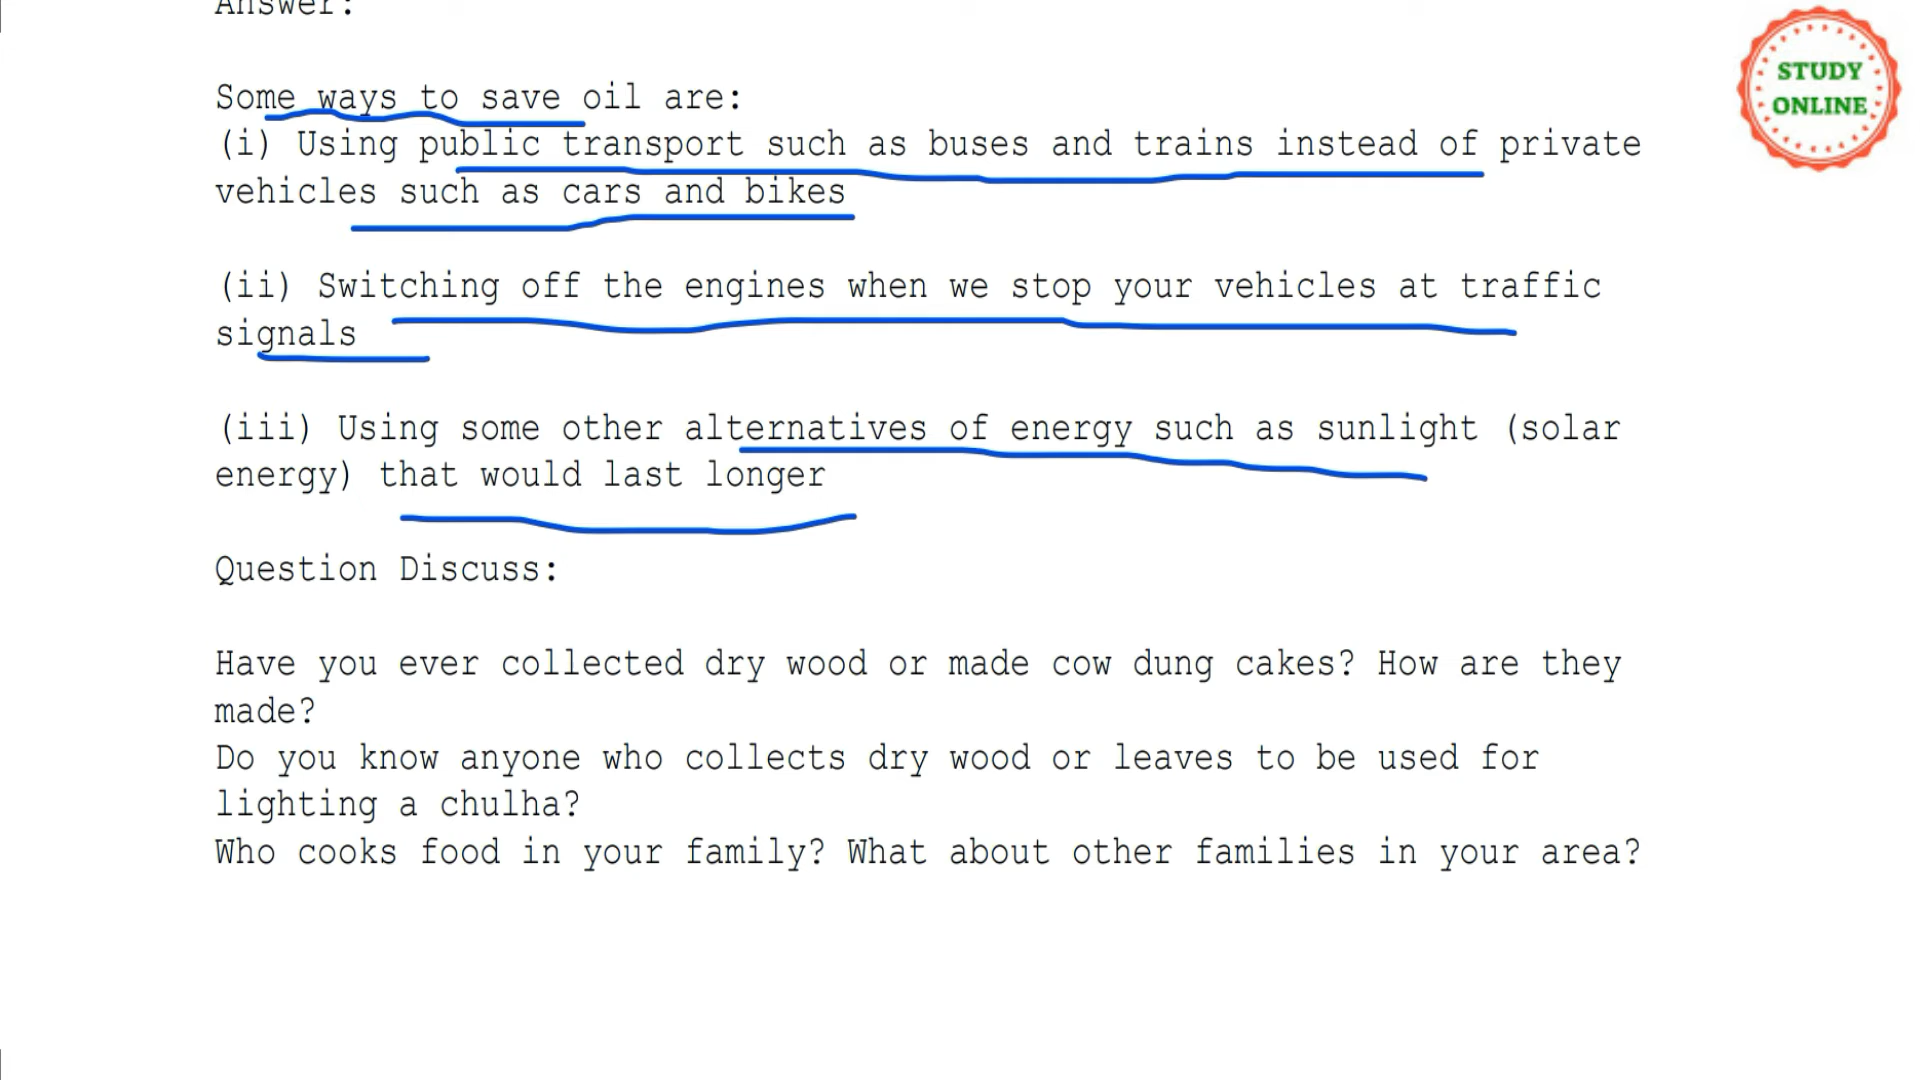 Answer:
STUDY
ONLINE
Some ways to save oil are:
(i) Using public transport such as buses and trains instead of private
vehicles such as cars and bikes
(ii) Switching off the engines when we stop your vehicles at traffic
signals
(iii) Using some other alternatives of energy such as sunlight (solar
energy) that would last longer
Question Discuss:
Have you ever collected dry wood or made cow dung cakes? How are they
made?
Do you know anyone who collects dry wood or leaves to be used for
lighting a chulha?
Who cooks food in your family? What about other families in your area?